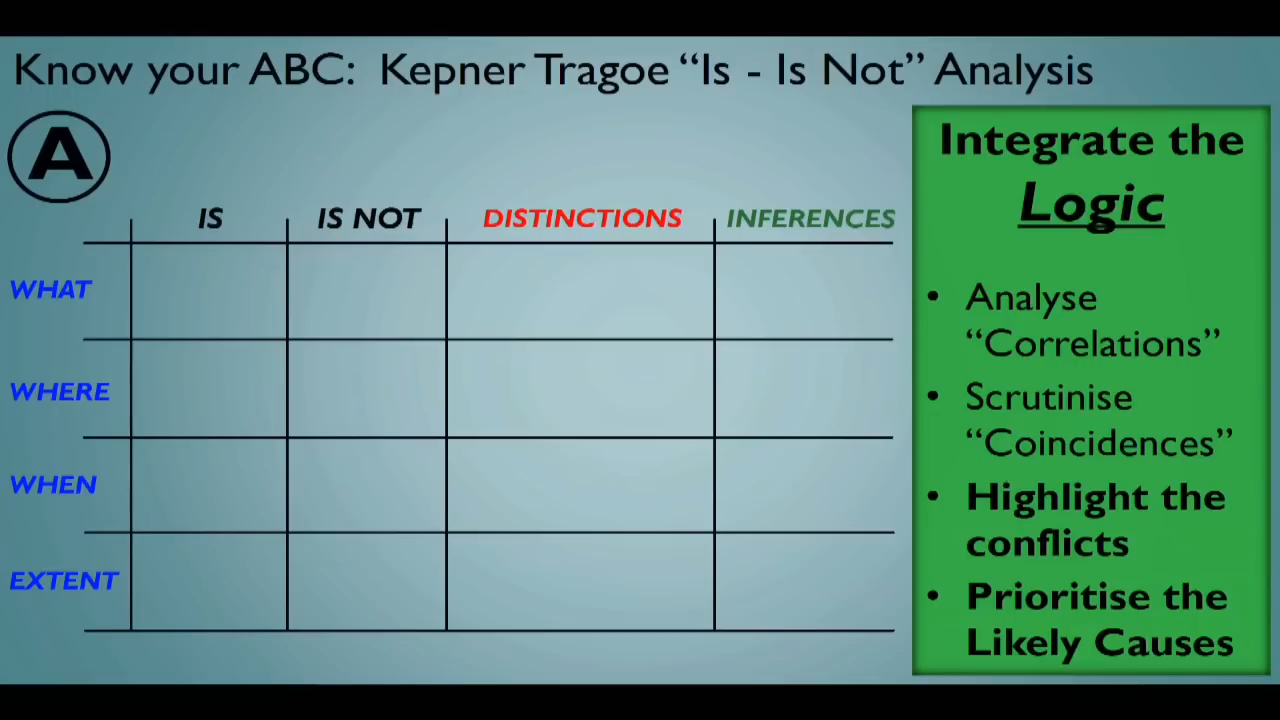 Know your ABC: Kepner Tragoe “Is - Is Not” Analysis
A
IS IS NOT DISTINCTIONS INFERENCES
WHAT
WHERE
WHEN
EXTENT
Integrate the
Logic
• Analyse
“Correlations”
• Scrutinise
“Coincidences”
• Highlight the
conflicts
• Prioritise the
Likely Causes